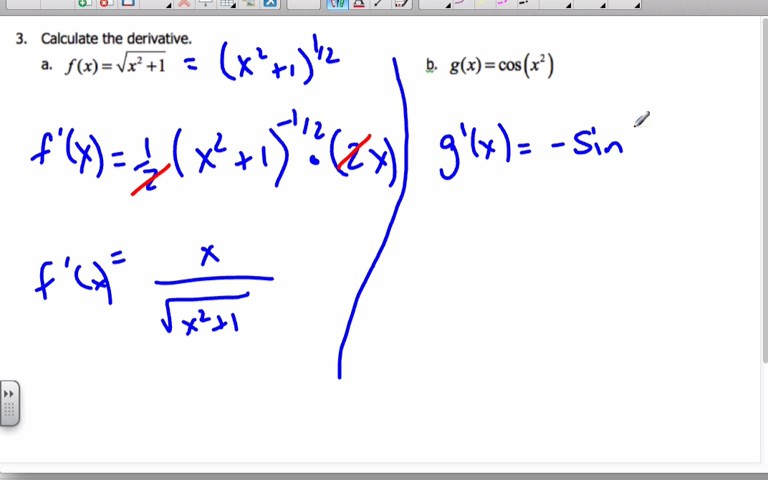 3. Calculate the derivative.
a. f(x) = √(x² + 1) = (x² + 1)^1/2
f'(x) = 1/2 (x² + 1)^-1/2 • (2x)
f'(x) = x / √(x² + 1)
b. g(x) = cos(x²)
g'(x) = - sin